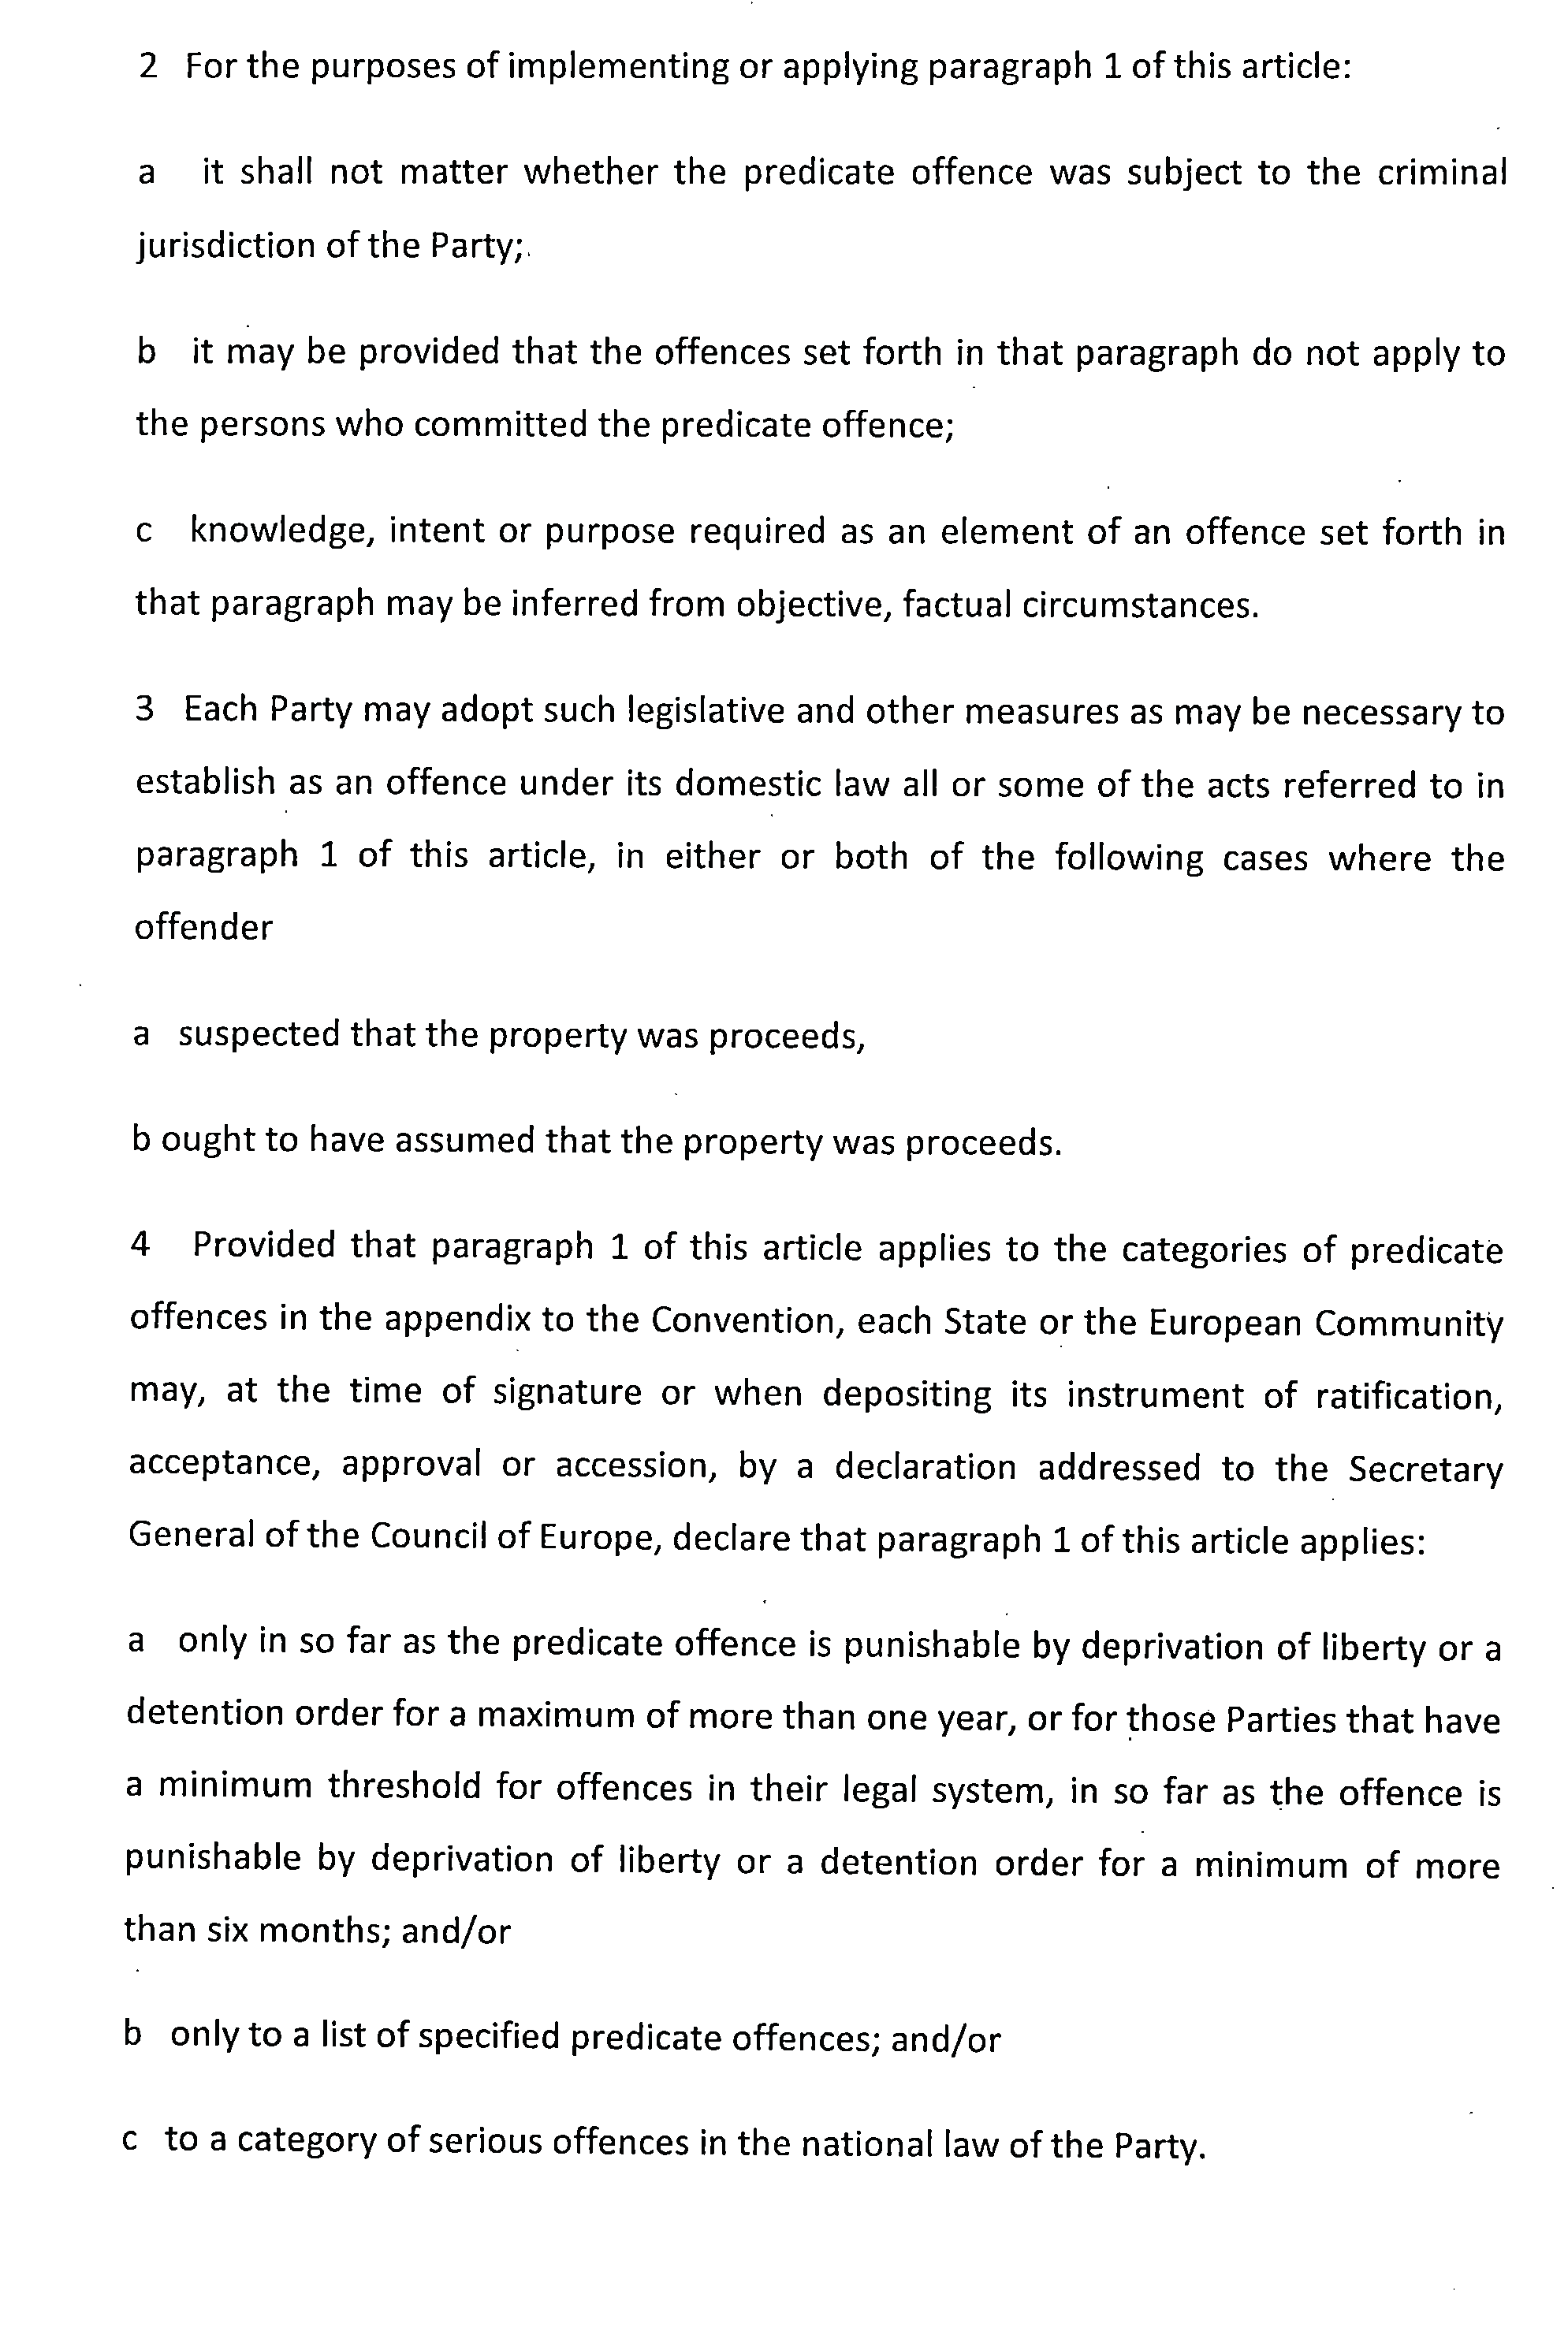 2 For the purposes of implementing or applying paragraph 1 of this article:
a it shall not matter whether the predicate offence was subject to the criminal
jurisdiction of the Party;
b it may be provided that the offences set forth in that paragraph do not apply to
the persons who committed the predicate offence;
c knowledge, intent or purpose required as an element of an offence set forth in
that paragraph may be inferred from objective, factual circumstances.
3 Each Party may adopt such legislative and other measures as may be necessary to
establish as an offence under its domestic law all or some of the acts referred to in
paragraph 1 of this article, in either or both of the following cases where the
offender
a suspected that the property was proceeds,
b ought to have assumed that the property was proceeds.
4 Provided that paragraph 1 of this article applies to the categories of predicate
offences in the appendix to the Convention, each State or the European Community
may, at the time of signature or when depositing its instrument of ratification,
acceptance, approval or accession, by a declaration addressed to the Secretary
General of the Council of Europe, declare that paragraph 1 of this article applies:
a only in so far as the predicate offence is punishable by deprivation of liberty or a
detention order for a maximum of more than one year, or for those Parties that have
a minimum threshold for offences in their legal system, in so far as the offence is
punishable by deprivation of liberty or a detention order for a minimum of more
than six months; and/or
b only to a list of specified predicate offences; and/or
c to a category of serious offences in the national law of the Party.